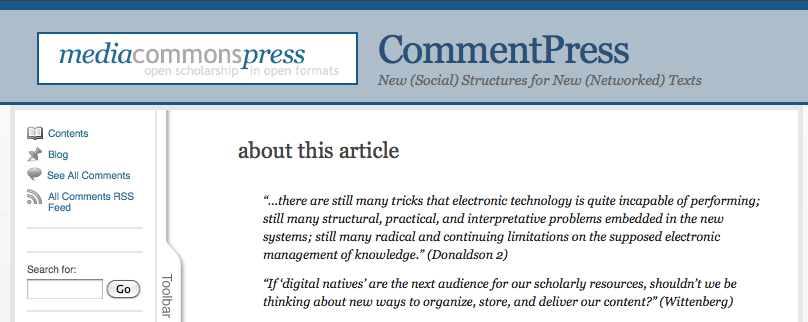 mediacommonspress
open scholarship in open formats
CommentPress
New (Social) Structures for New (Networked) Texts
Contents
Blog
See All Comments
All Comments RSS
Feed
Search for:
Go
Toolbar
about this article
“...there are still many tricks that electronic technology is quite incapable of performing;
still many structural, practical, and interpretative problems embedded in the new
systems; still many radical and continuing limitations on the supposed electronic
management of knowledge.” (Donaldson 2)
“If ‘digital natives’ are the next audience for our scholarly resources, shouldn’t we be
thinking about new ways to organize, store, and deliver our content?” (Wittenberg)